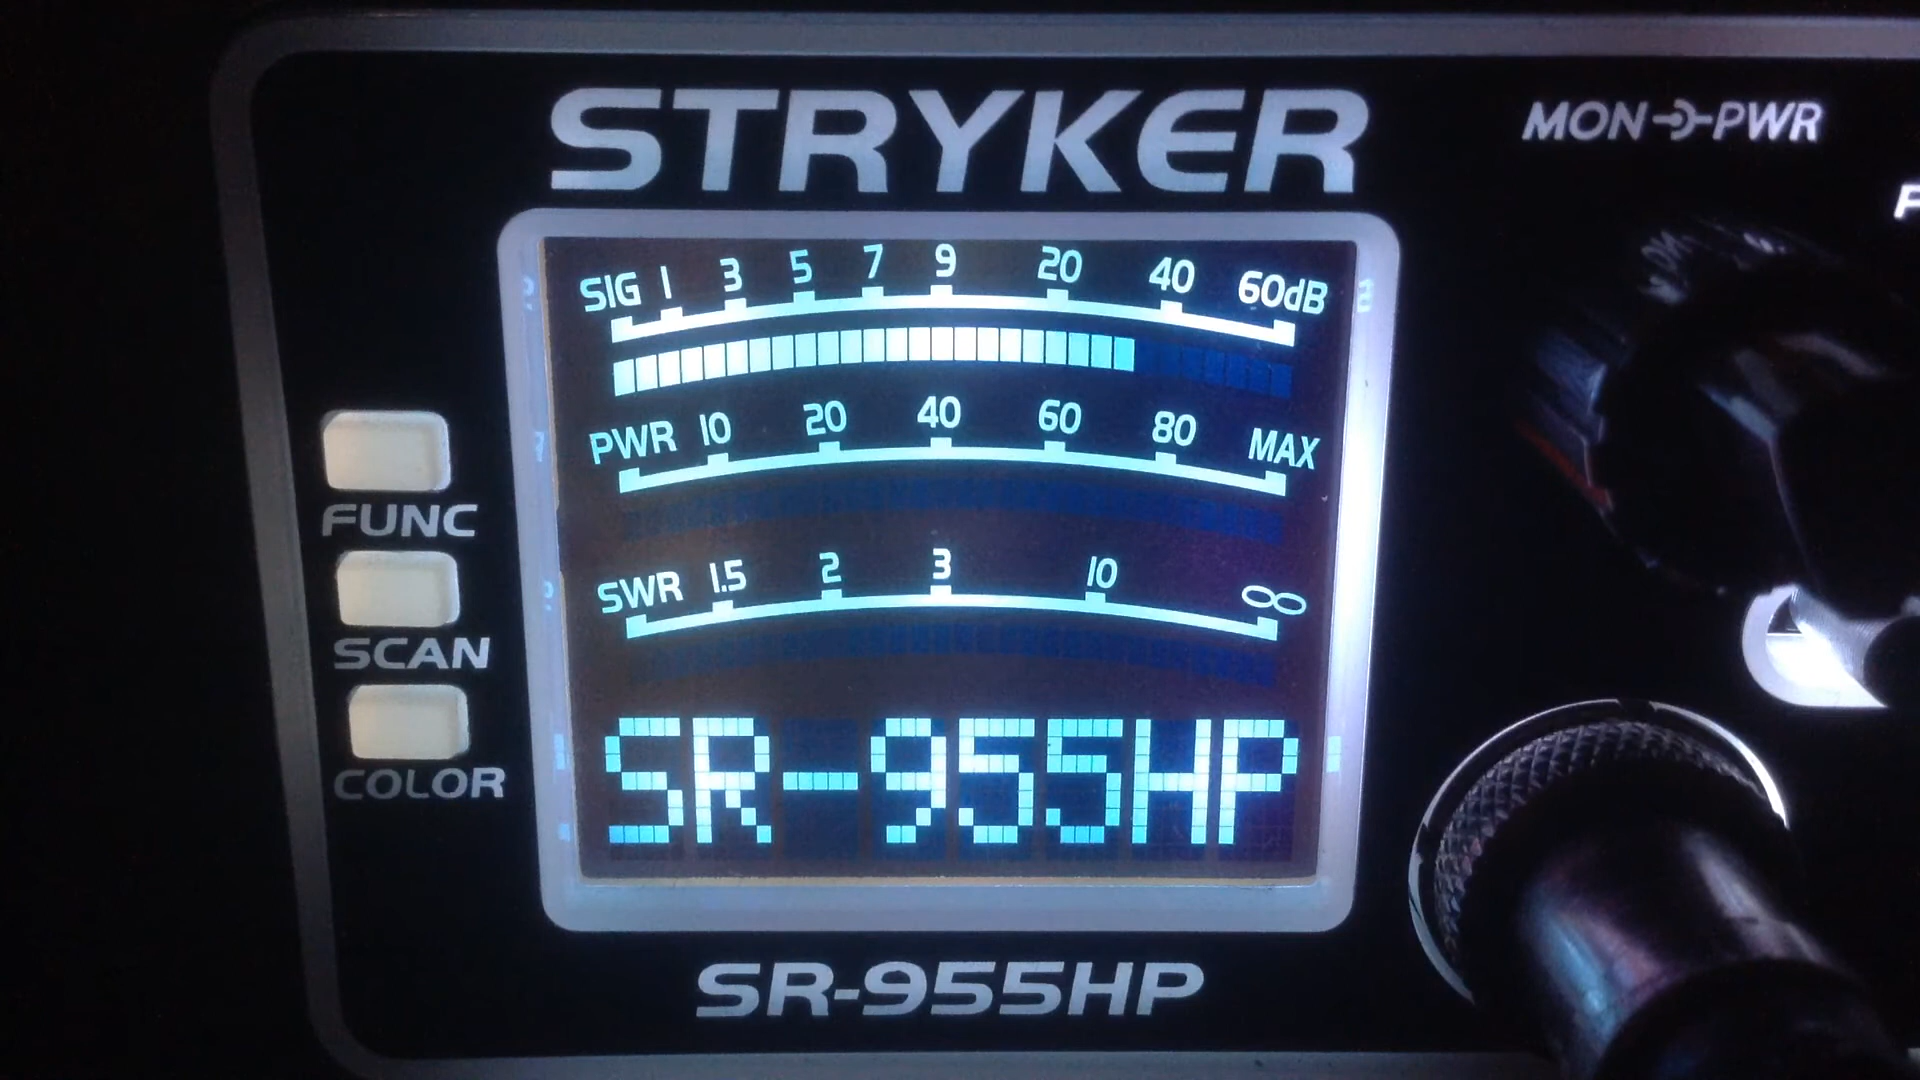 STRYKER
MON PWR
SIG 1 3 5 7 9 20 40 60dB
PWR 10 20 40 60 80 MAX
FUNC
SWR 1.5 2 3 10 ∞
SCAN
SR-955HP
COLOR
SR-955HP